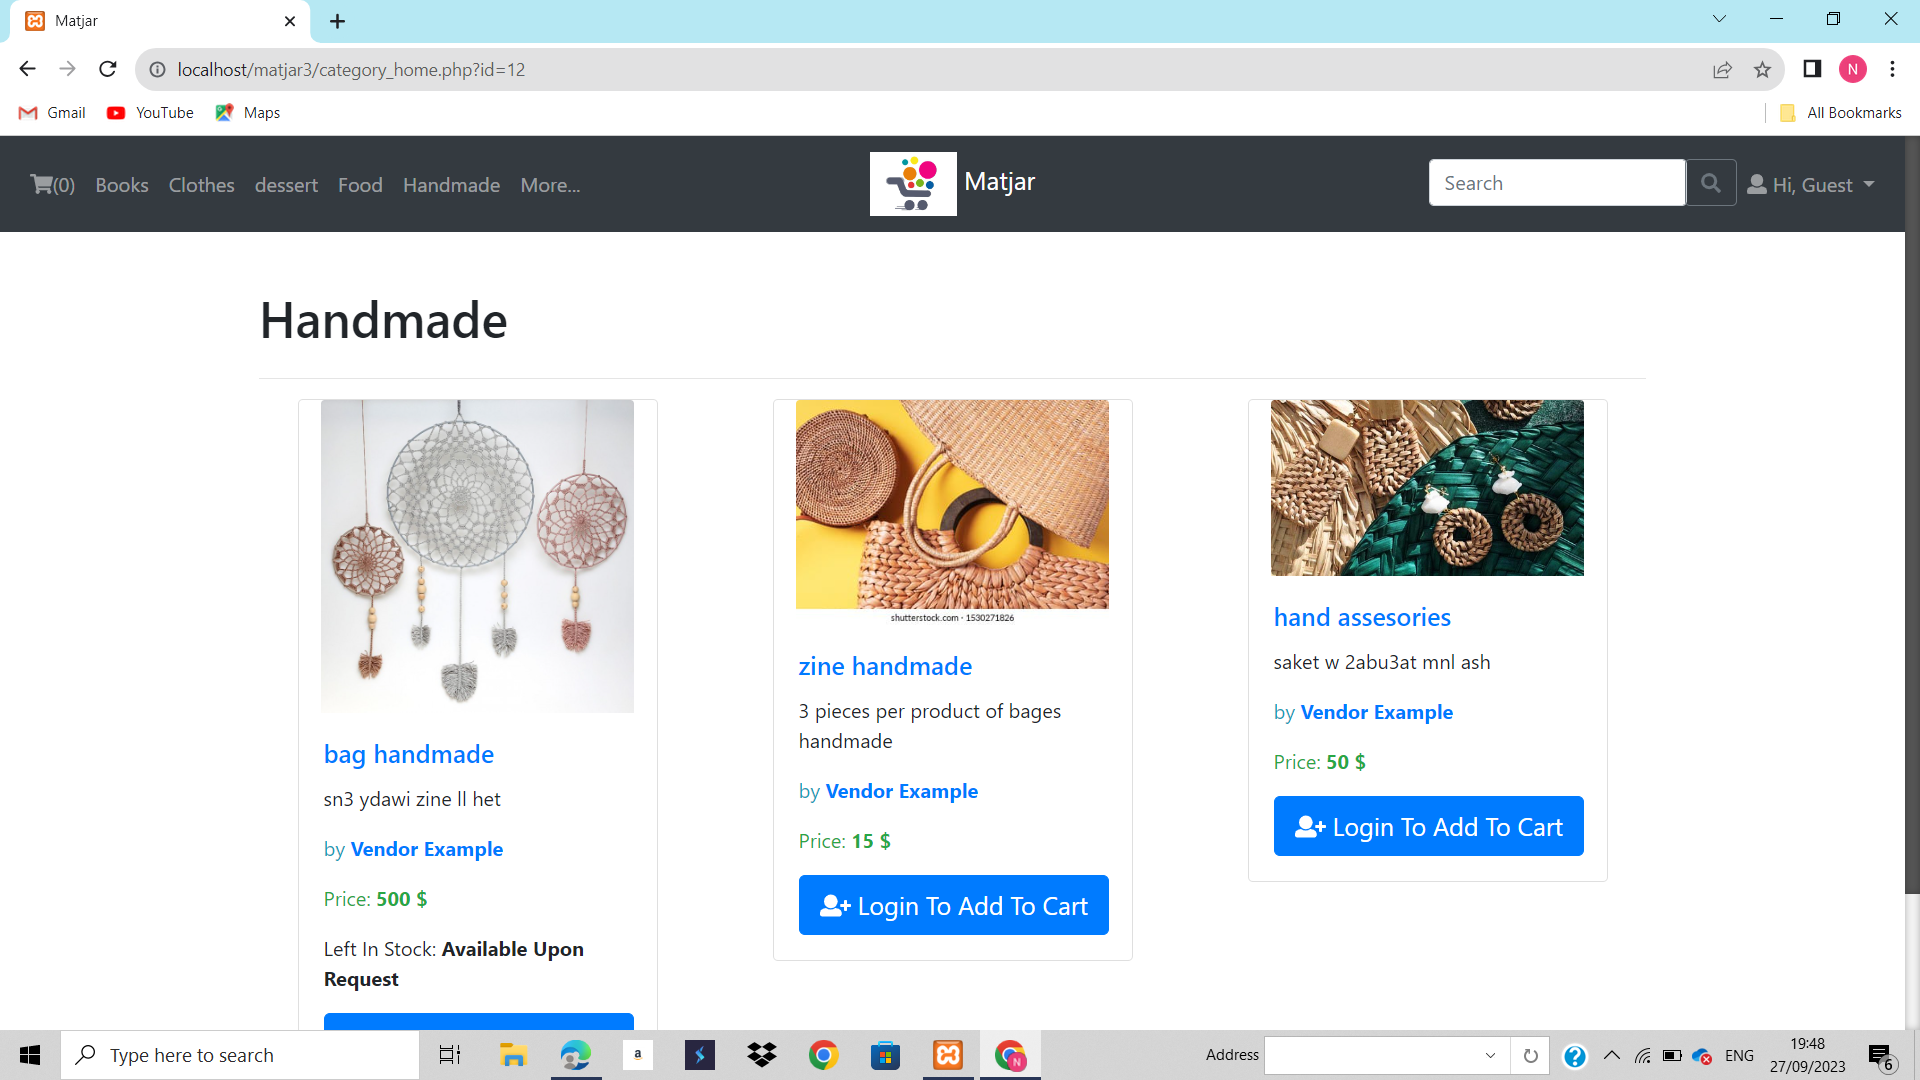 Matjar
localhost/matjar3/category_home.php?id=12
N
Gmail
YouTube
Maps
All Bookmarks
(0)
Books
Clothes
dessert
Food
Handmade
More...
Matjar
Search
Hi, Guest
Handmade
bag handmade
sn3 ydawi zine ll het
by Vendor Example
Price: 500 $
Left In Stock: Available Upon
Request
shutterstock.com · 1530271826
zine handmade
3 pieces per product of bages
handmade
by Vendor Example
Price: 15 $
Login To Add To Cart
hand assesories
saket w 2abu3at mnl ash
by Vendor Example
Price: 50 $
Login To Add To Cart
Type here to search
a
N
Address
ENG
19:48
27/09/2023
6